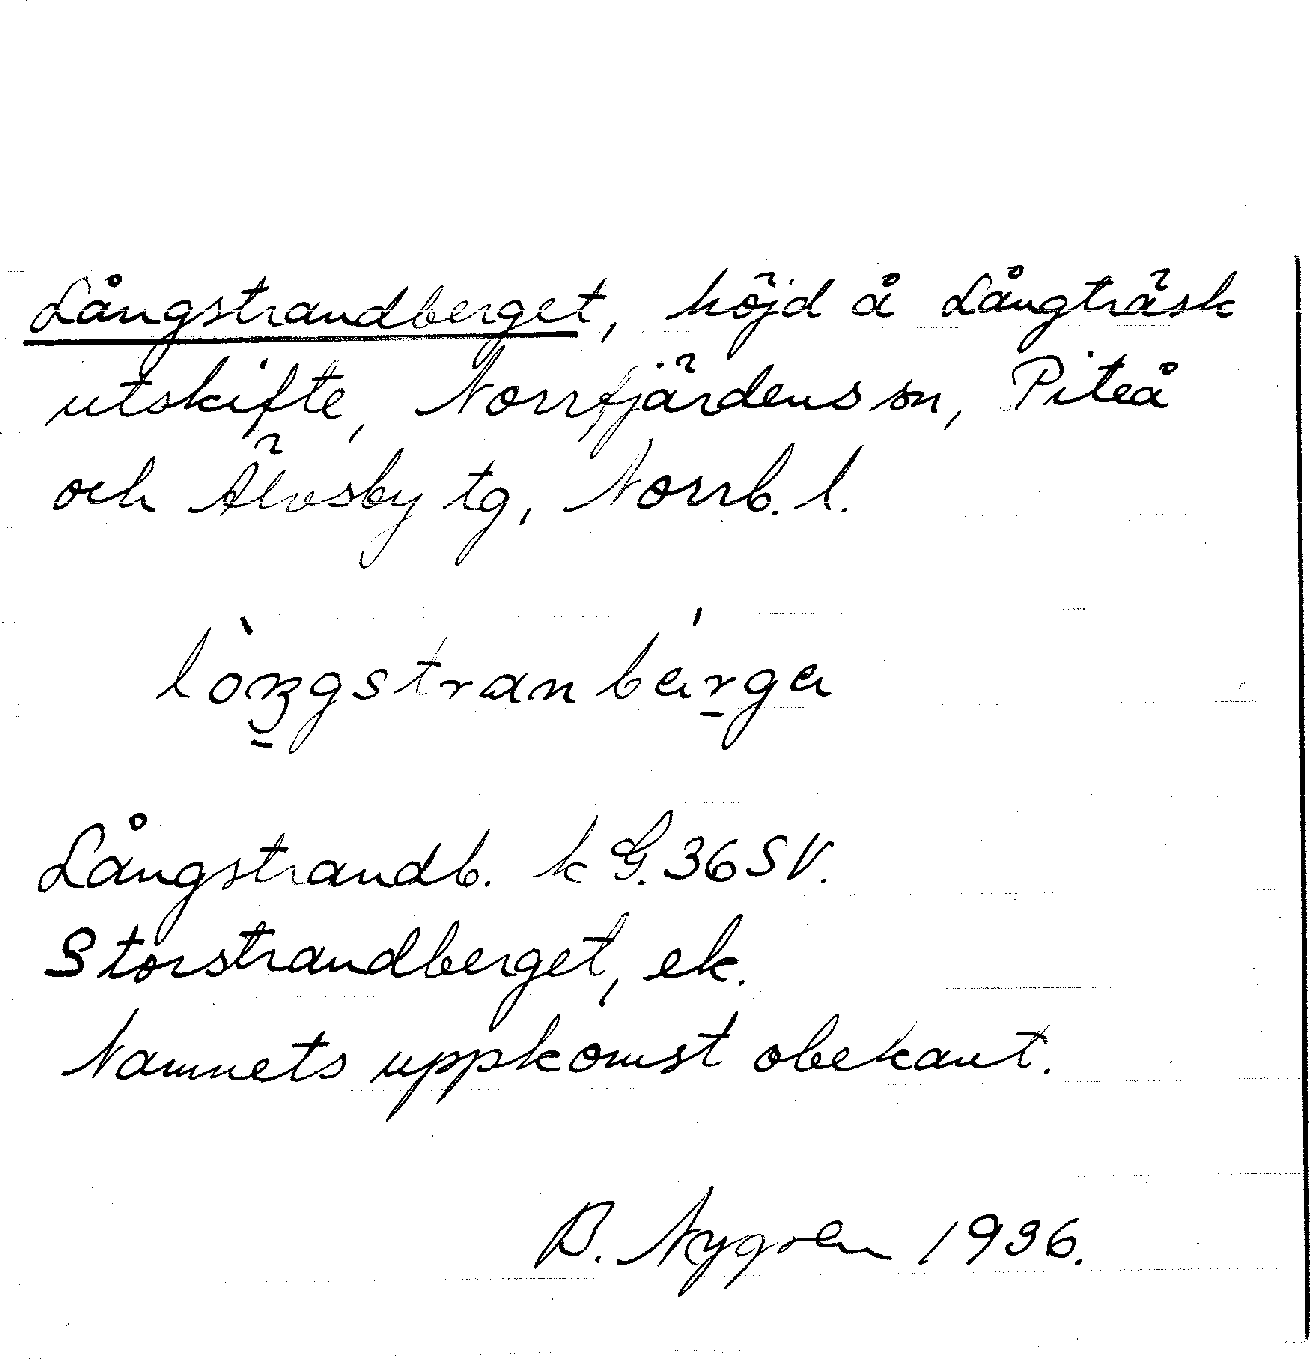 Långstrandberget, höjd å Långträsk
utskifte, Norrfjärdens sn, Piteå
och Älvsby tg, Norrb. l.
lòŋgstranbárga
Långstrandb. k G. 36 SV.
Storstrandberget, ek.
Namnets uppkomst obekant.
B. Nygren 1936.